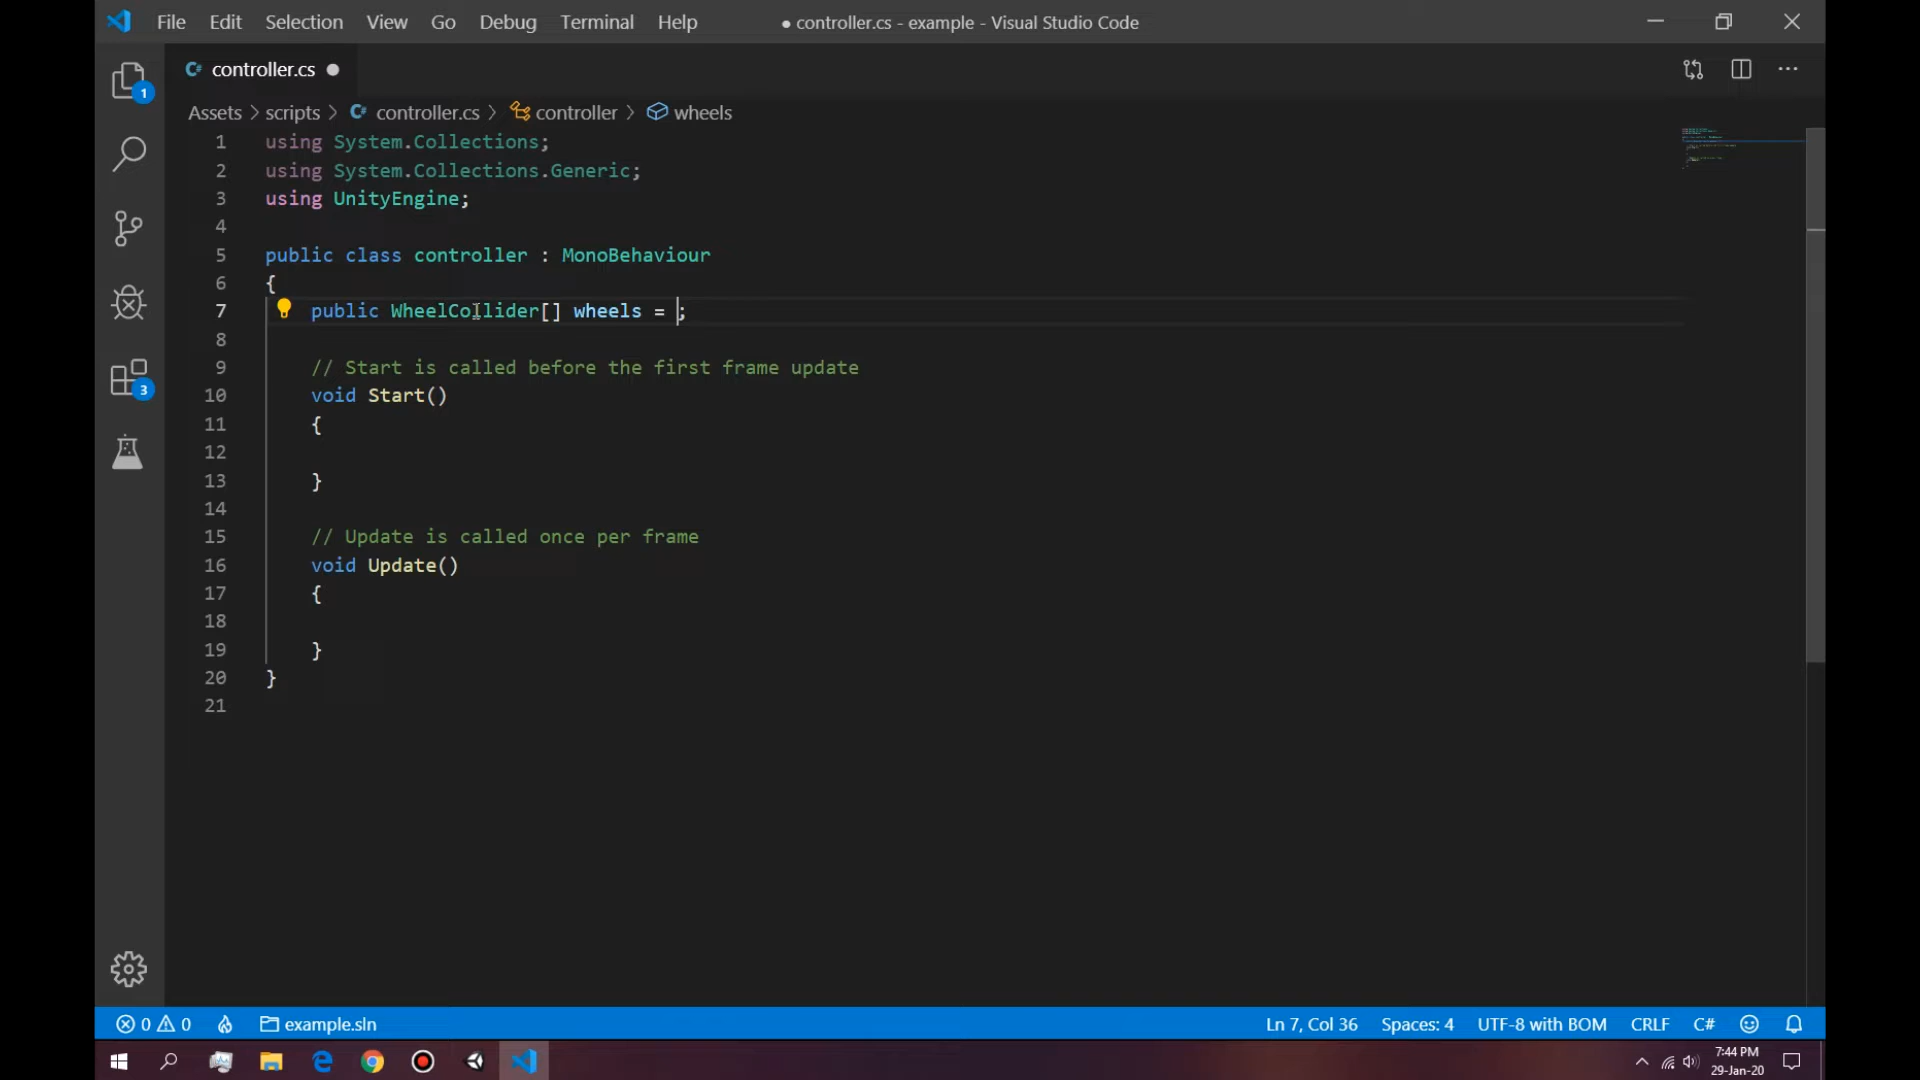 File Edit Selection View Go Debug Terminal Help ● controller.cs - example - Visual Studio Code
C# controller.cs ●
Assets > scripts > C# controller.cs > controller > wheels
1 using System.Collections;
2 using System.Collections.Generic;
3 using UnityEngine;
4
5 public class controller : MonoBehaviour
6 {
7 public WheelCollider[] wheels = ;
8
9 // Start is called before the first frame update
10 void Start()
11 {
12
13 }
14
15 // Update is called once per frame
16 void Update()
17 {
18
19 }
20 }
21
1
3
0 0 example.sln Ln 7, Col 36 Spaces: 4 UTF-8 with BOM CRLF C#
7:44 PM
29-Jan-20